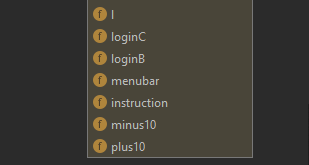 f l
f loginC
f loginB
f menubar
f instruction
f minus10
f plus10